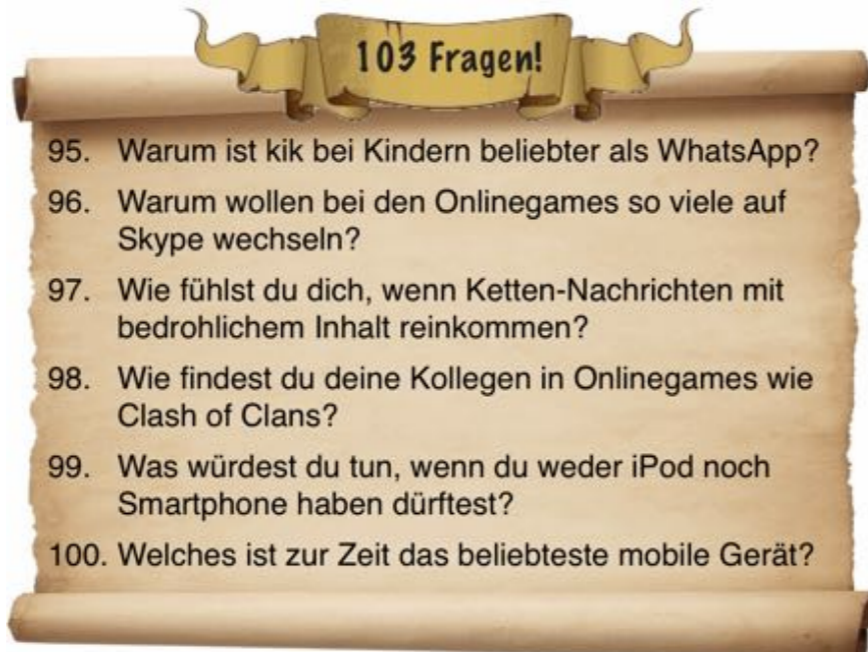 103 Fragen!
95. Warum ist kik bei Kindern beliebter als WhatsApp?
96. Warum wollen bei den Onlinegames so viele auf
Skype wechseln?
97. Wie fühlst du dich, wenn Ketten-Nachrichten mit
bedrohlichem Inhalt reinkommen?
98. Wie findest du deine Kollegen in Onlinegames wie
Clash of Clans?
99. Was würdest du tun, wenn du weder iPod noch
Smartphone haben dürftest?
100. Welches ist zur Zeit das beliebteste mobile Gerät?